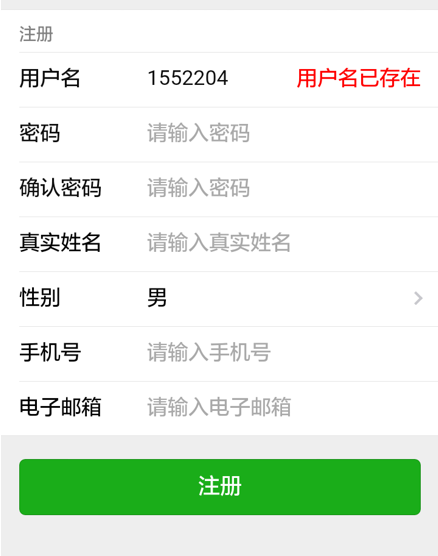 注册
用户名 1552204 用户名已存在
密码 请输入密码
确认密码 请输入密码
真实姓名 请输入真实姓名
性别 男
手机号 请输入手机号
电子邮箱 请输入电子邮箱
注册